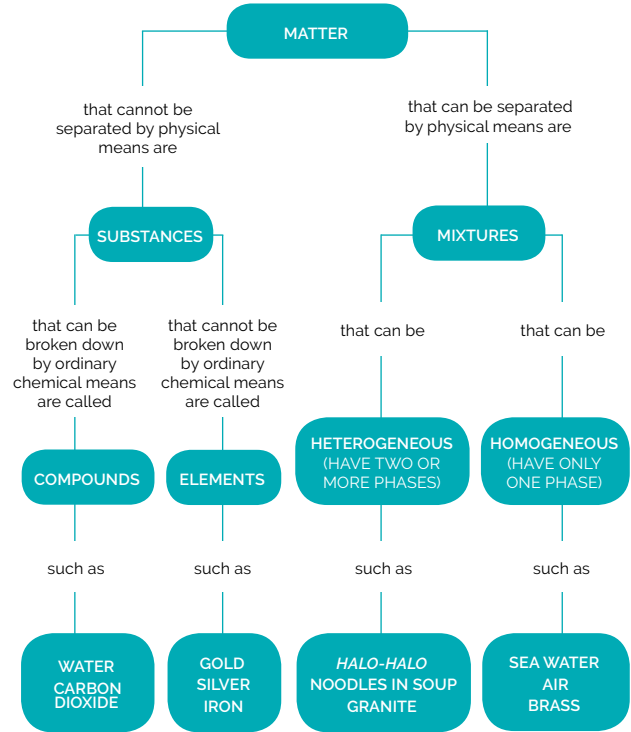 MATTER
that cannot be
separated by physical
means are
that can be separated
by physical means are
SUBSTANCES
MIXTURES
that can be
broken down
by ordinary
chemical means
are called
that cannot be
broken down
by ordinary
chemical means
are called
that can be
that can be
COMPOUNDS
ELEMENTS
HETEROGENEOUS
(HAVE TWO OR
MORE PHASES)
HOMOGENEOUS
(HAVE ONLY
ONE PHASE)
such as
such as
such as
such as
WATER
CARBON
DIOXIDE
GOLD
SILVER
IRON
HALO-HALO
NOODLES IN SOUP
GRANITE
SEA WATER
AIR
BRASS